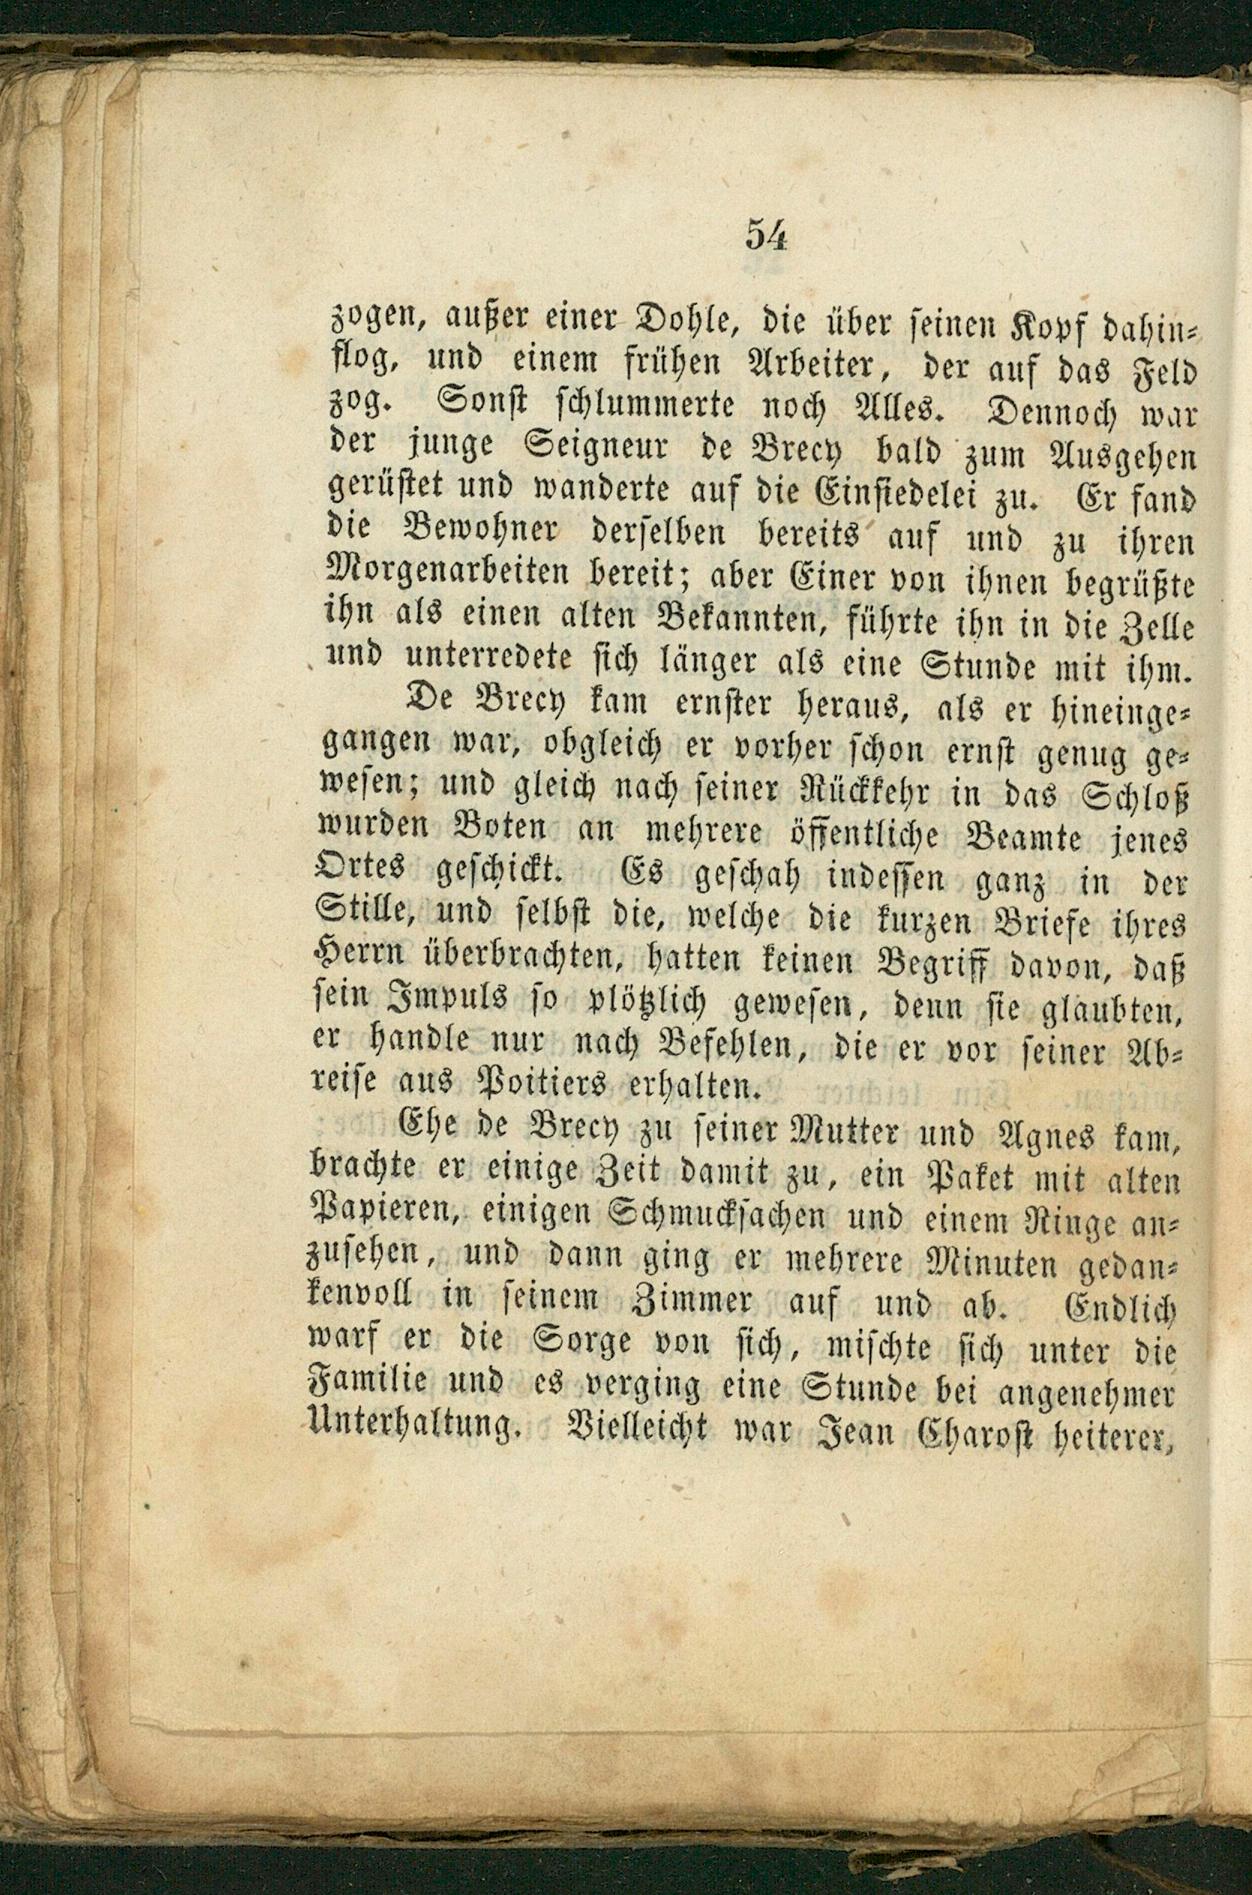 54
zogen, außer einer Dohle, die über seinen Kopf dahin-
flog, und einem frühen Arbeiter, der auf das Feld
zog. Sonst schlummerte noch Alles. Dennoch war
der junge Seigneur de Brecy bald zum Ausgehen
gerüstet und wanderte auf die Einsiedelei zu. Er fand
die Bewohner derselben bereits auf und zu ihren
Morgenarbeiten bereit; aber Einer von ihnen begrüßte
ihn als einen alten Bekannten, führte ihn in die Zelle
und unterredete sich länger als eine Stunde mit ihm.
De Brecy kam ernster heraus, als er hineinge-
gangen war, obgleich er vorher schon ernst genug ge-
wesen; und gleich nach seiner Rückkehr in das Schloß
wurden Boten an mehrere öffentliche Beamte jenes
Ortes geschickt. Es geschah indessen ganz in der
Stille, und selbst die, welche die kurzen Briefe ihres
Herrn überbrachten, hatten keinen Begriff davon, daß
sein Impuls so plötzlich gewesen, denn sie glaubten,
er handle nur nach Befehlen, die er vor seiner Ab-
reise aus Poitiers erhalten.
Ehe de Brecy zu seiner Mutter und Agnes kam,
brachte er einige Zeit damit zu, ein Paket mit alten
Papieren, einigen Schmucksachen und einem Ringe an-
zusehen, und dann ging er mehrere Minuten gedan-
kenvoll in seinem Zimmer auf und ab. Endlich
warf er die Sorge von sich, mischte sich unter die
Familie und es verging eine Stunde bei angenehmer
Unterhaltung. Vielleicht war Jean Charost heiterer,